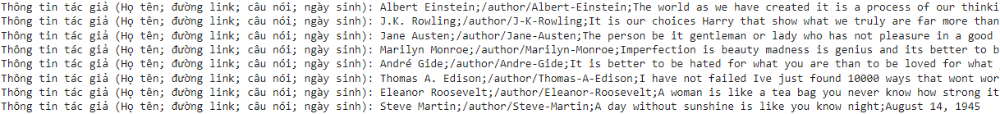 Thông tin tác giả (Họ tên; đường link; câu nói; ngày sinh): Albert Einstein;/author/Albert-Einstein;The world as we have created it is a process of our thinki
Thông tin tác giả (Họ tên; đường link; câu nói; ngày sinh): J.K. Rowling;/author/J-K-Rowling;It is our choices Harry that show what we truly are far more than
Thông tin tác giả (Họ tên; đường link; câu nói; ngày sinh): Jane Austen;/author/Jane-Austen;The person be it gentleman or lady who has not pleasure in a good
Thông tin tác giả (Họ tên; đường link; câu nói; ngày sinh): Marilyn Monroe;/author/Marilyn-Monroe;Imperfection is beauty madness is genius and its better to b
Thông tin tác giả (Họ tên; đường link; câu nói; ngày sinh): André Gide;/author/Andre-Gide;It is better to be hated for what you are than to be loved for what
Thông tin tác giả (Họ tên; đường link; câu nói; ngày sinh): Thomas A. Edison;/author/Thomas-A-Edison;I have not failed Ive just found 10000 ways that wont wor
Thông tin tác giả (Họ tên; đường link; câu nói; ngày sinh): Eleanor Roosevelt;/author/Eleanor-Roosevelt;A woman is like a tea bag you never know how strong it
Thông tin tác giả (Họ tên; đường link; câu nói; ngày sinh): Steve Martin;/author/Steve-Martin;A day without sunshine is like you know night;August 14, 1945